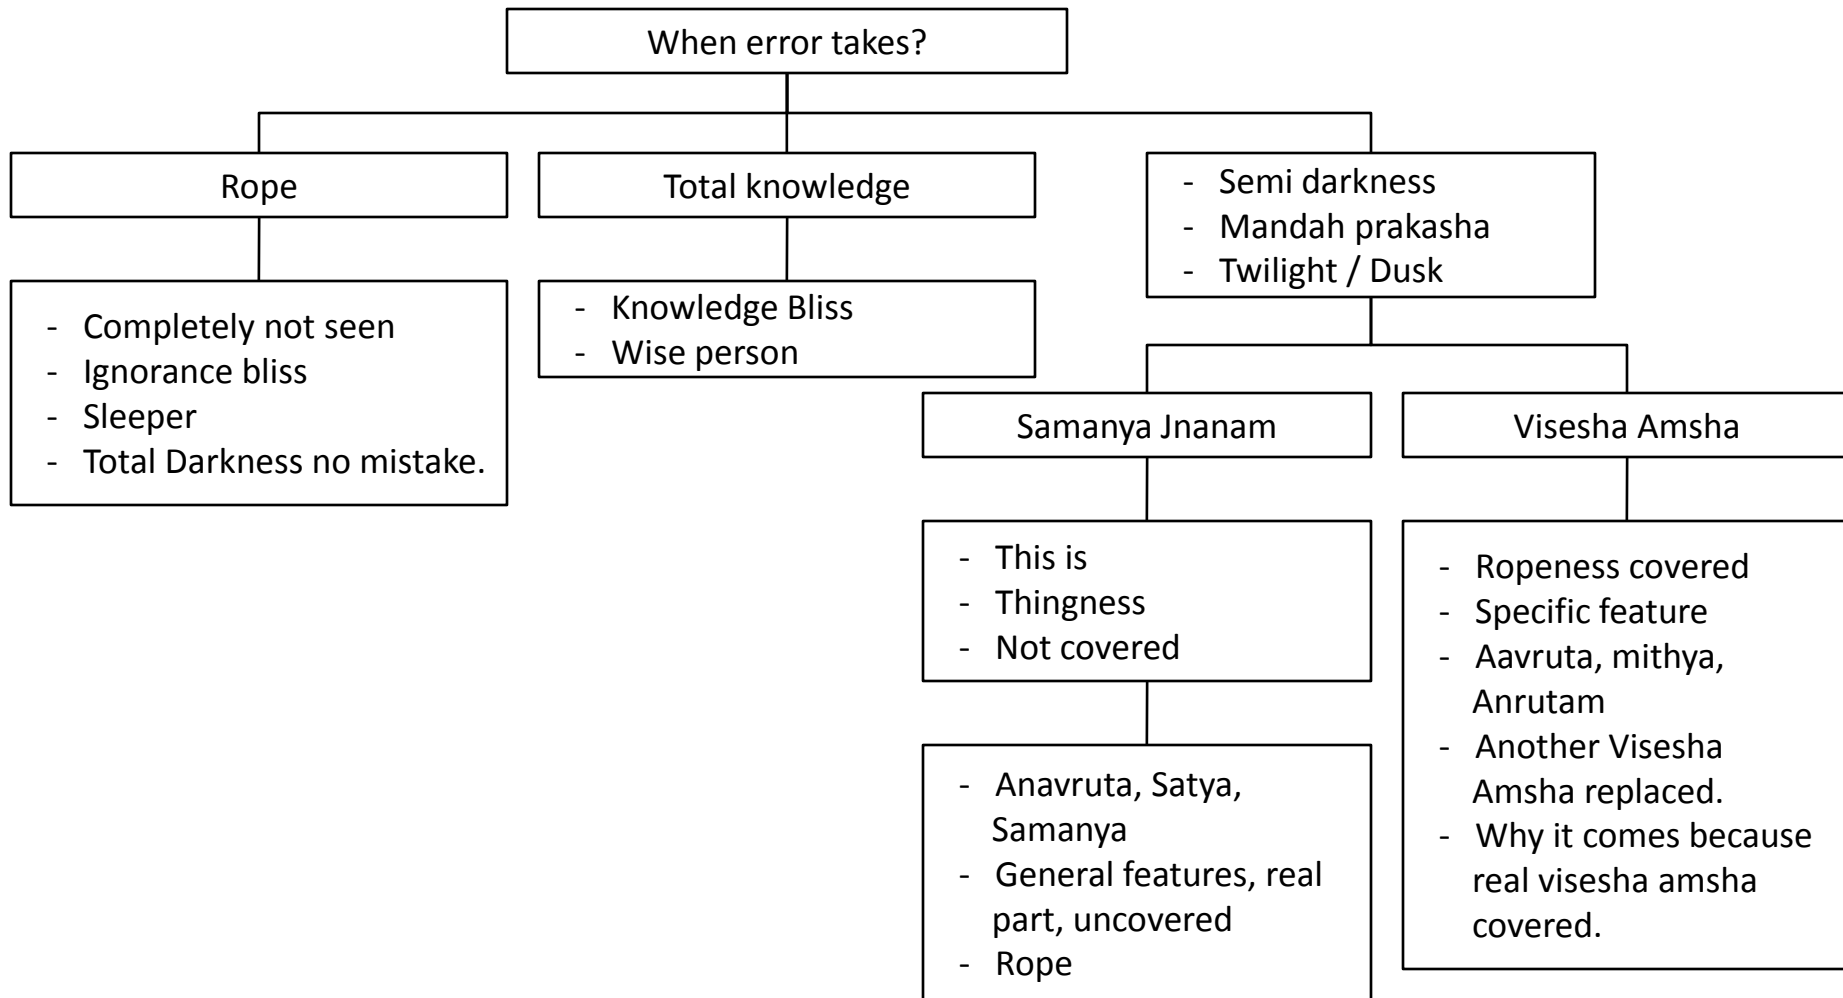 When error takes?
Rope
Total knowledge
- Semi darkness
- Mandah prakasha
- Twilight / Dusk
- Completely not seen
- Ignorance bliss
- Sleeper
- Total Darkness no mistake.
- Knowledge Bliss
- Wise person
Samanya Jnanam
Visesha Amsha
- This is
- Thingness
- Not covered
- Ropeness covered
- Specific feature
- Aavruta, mithya,
Anrutam
- Another Visesha
Amsha replaced.
- Why it comes because
real visesha amsha
covered.
- Anavruta, Satya,
Samanya
- General features, real
part, uncovered
- Rope